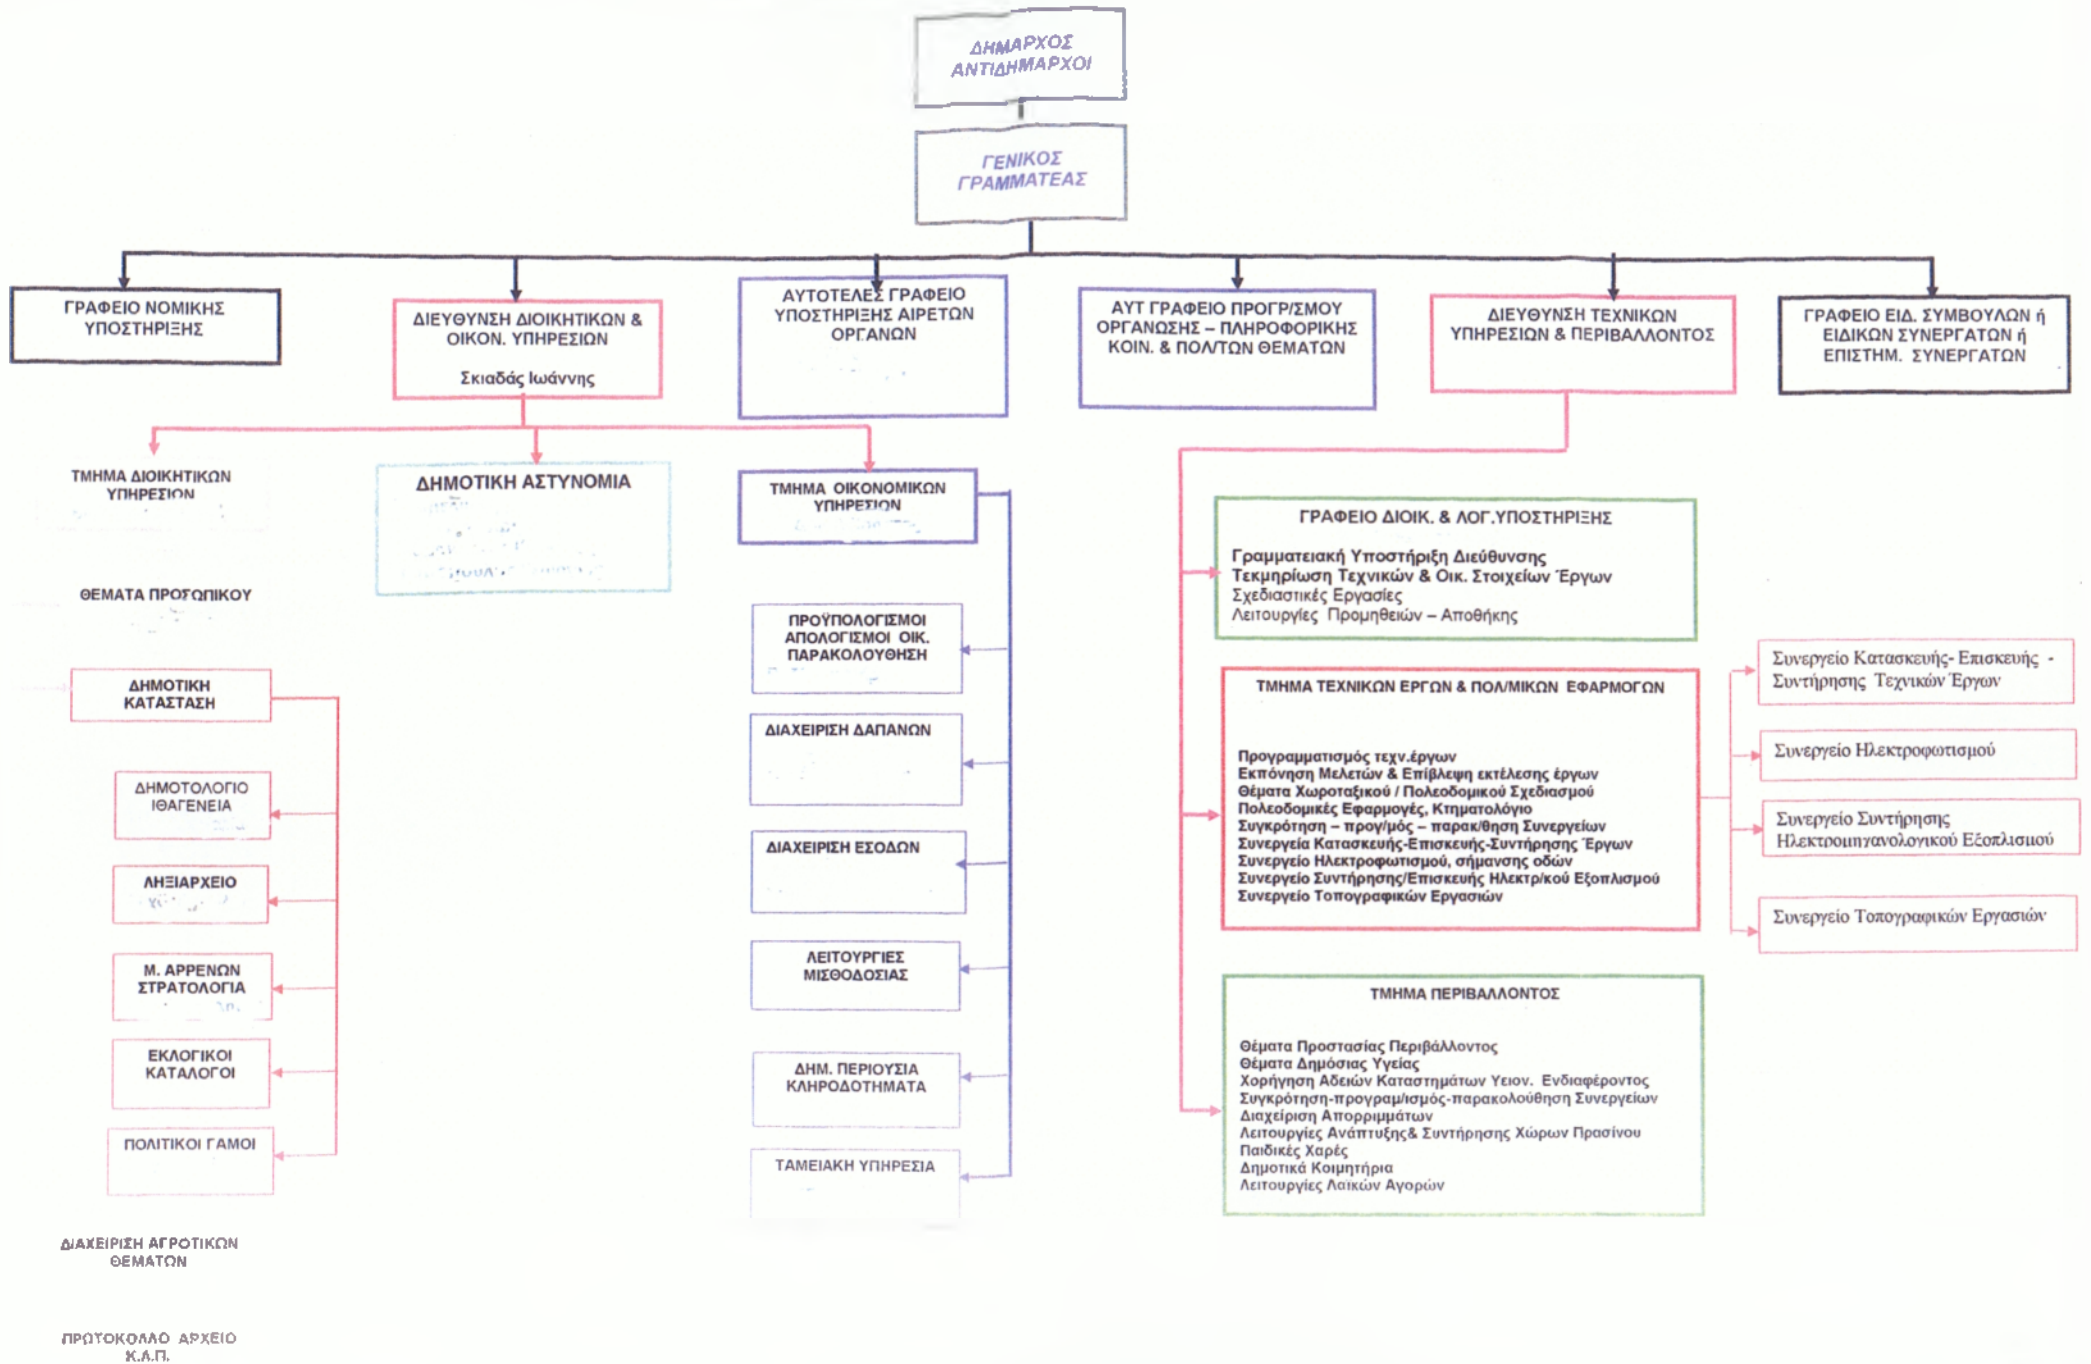 ΔΗΜΑΡΧΟΣ
ΑΝΤΙΔΗΜΑΡΧΟΙ
ΓΕΝΙΚΟΣ
ΓΡΑΜΜΑΤΕΑΣ
ΓΡΑΦΕΙΟ ΝΟΜΙΚΗΣ
ΥΠΟΣΤΗΡΙΞΗΣ
ΔΙΕΥΘΥΝΣΗ ΔΙΟΙΚΗΤΙΚΩΝ &
ΟΙΚΟΝ. ΥΠΗΡΕΣΙΩΝ
Σκιαδάς Ιωάννης
ΑΥΤΟΤΕΛΕΣ ΓΡΑΦΕΙΟ
ΥΠΟΣΤΗΡΙΞΗΣ ΑΙΡΕΤΩΝ
ΟΡΓΑΝΩΝ
ΑΥΤ ΓΡΑΦΕΙΟ ΠΡΟΓΡ/ΣΜΟΥ
ΟΡΓΑΝΩΣΗΣ – ΠΛΗΡΟΦΟΡΙΚΗΣ
ΚΟΙΝ. & ΠΟΛ/ΤΩΝ ΘΕΜΑΤΩΝ
ΔΙΕΥΘΥΝΣΗ ΤΕΧΝΙΚΩΝ
ΥΠΗΡΕΣΙΩΝ & ΠΕΡΙΒΑΛΛΟΝΤΟΣ
ΓΡΑΦΕΙΟ ΕΙΔ. ΣΥΜΒΟΥΛΩΝ ή
ΕΙΔΙΚΩΝ ΣΥΝΕΡΓΑΤΩΝ ή
ΕΠΙΣΤΗΜ. ΣΥΝΕΡΓΑΤΩΝ
ΤΜΗΜΑ ΔΙΟΙΚΗΤΙΚΩΝ
ΥΠΗΡΕΣΙΩΝ
ΘΕΜΑΤΑ ΠΡΟΣΩΠΙΚΟΥ
ΔΗΜΟΤΙΚΗ
ΚΑΤΑΣΤΑΣΗ
ΔΗΜΟΤΟΛΟΓΙΟ
ΙΘΑΓΕΝΕΙΑ
ΛΗΞΙΑΡΧΕΙΟ
Μ. ΑΡΡΕΝΩΝ
ΣΤΡΑΤΟΛΟΓΙΑ
ΕΚΛΟΓΙΚΟΙ
ΚΑΤΑΛΟΓΟΙ
ΠΟΛΙΤΙΚΟΙ ΓΑΜΟΙ
ΔΙΑΧΕΙΡΙΣΗ ΑΓΡΟΤΙΚΩΝ
ΘΕΜΑΤΩΝ
ΠΡΩΤΟΚΟΛΛΟ ΑΡΧΕΙΟ
Κ.Λ.Π.
ΔΗΜΟΤΙΚΗ ΑΣΤΥΝΟΜΙΑ
ΤΜΗΜΑ ΟΙΚΟΝΟΜΙΚΩΝ
ΥΠΗΡΕΣΙΩΝ
ΠΡΟΫΠΟΛΟΓΙΣΜΟΙ
ΑΠΟΛΟΓΙΣΜΟΙ ΟΙΚ.
ΠΑΡΑΚΟΛΟΥΘΗΣΗ
ΔΙΑΧΕΙΡΙΣΗ ΔΑΠΑΝΩΝ
ΔΙΑΧΕΙΡΙΣΗ ΕΣΟΔΩΝ
ΛΕΙΤΟΥΡΓΙΕΣ
ΜΙΣΘΟΔΟΣΙΑΣ
ΔΗΜ. ΠΕΡΙΟΥΣΙΑ
ΚΛΗΡΟΔΟΤΗΜΑΤΑ
ΤΑΜΕΙΑΚΗ ΥΠΗΡΕΣΙΑ
ΓΡΑΦΕΙΟ ΔΙΟΙΚ. & ΛΟΓ.ΥΠΟΣΤΗΡΙΞΗΣ
Γραμματειακή Υποστήριξη Διεύθυνσης
Τεκμηρίωση Τεχνικών & Οικ. Στοιχείων Έργων
Σχεδιαστικές Εργασίες
Λειτουργίες Προμηθειών – Αποθήκης
ΤΜΗΜΑ ΤΕΧΝΙΚΩΝ ΕΡΓΩΝ & ΠΟΛ/ΜΙΚΩΝ ΕΦΑΡΜΟΓΩΝ
Προγραμματισμός τεχν.έργων
Εκπόνηση Μελετών & Επίβλεψη εκτέλεσης έργων
Θέματα Χωροταξικού / Πολεοδομικού Σχεδιασμού
Πολεοδομικές Εφαρμογές, Κτηματολόγιο
Συγκρότηση – προγ/μός – παρακ/θηση Συνεργείων
Συνεργεία Κατασκευής-Επισκευής-Συντήρησης Έργων
Συνεργείο Ηλεκτροφωτισμού, σήμανσης οδών
Συνεργείο Συντήρησης/Επισκευής Ηλεκτρ/κού Εξοπλισμού
Συνεργείο Τοπογραφικών Εργασιών
ΤΜΗΜΑ ΠΕΡΙΒΑΛΛΟΝΤΟΣ
Θέματα Προστασίας Περιβάλλοντος
Θέματα Δημόσιας Υγείας
Χορήγηση Αδειών Καταστημάτων Υγειον. Ενδιαφέροντος
Συγκρότηση-προγραμ/ισμός-παρακολούθηση Συνεργείων
Διαχείριση Απορριμμάτων
Λειτουργίες Ανάπτυξης& Συντήρησης Χώρων Πρασίνου
Παιδικές Χαρές
Δημοτικά Κοιμητήρια
Λειτουργίες Λαϊκών Αγορών
Συνεργείο Κατασκευής- Επισκευής -
Συντήρησης Τεχνικών Έργων
Συνεργείο Ηλεκτροφωτισμού
Συνεργείο Συντήρησης
Ηλεκτρομηχανολογικού Εξοπλισμού
Συνεργείο Τοπογραφικών Εργασιών